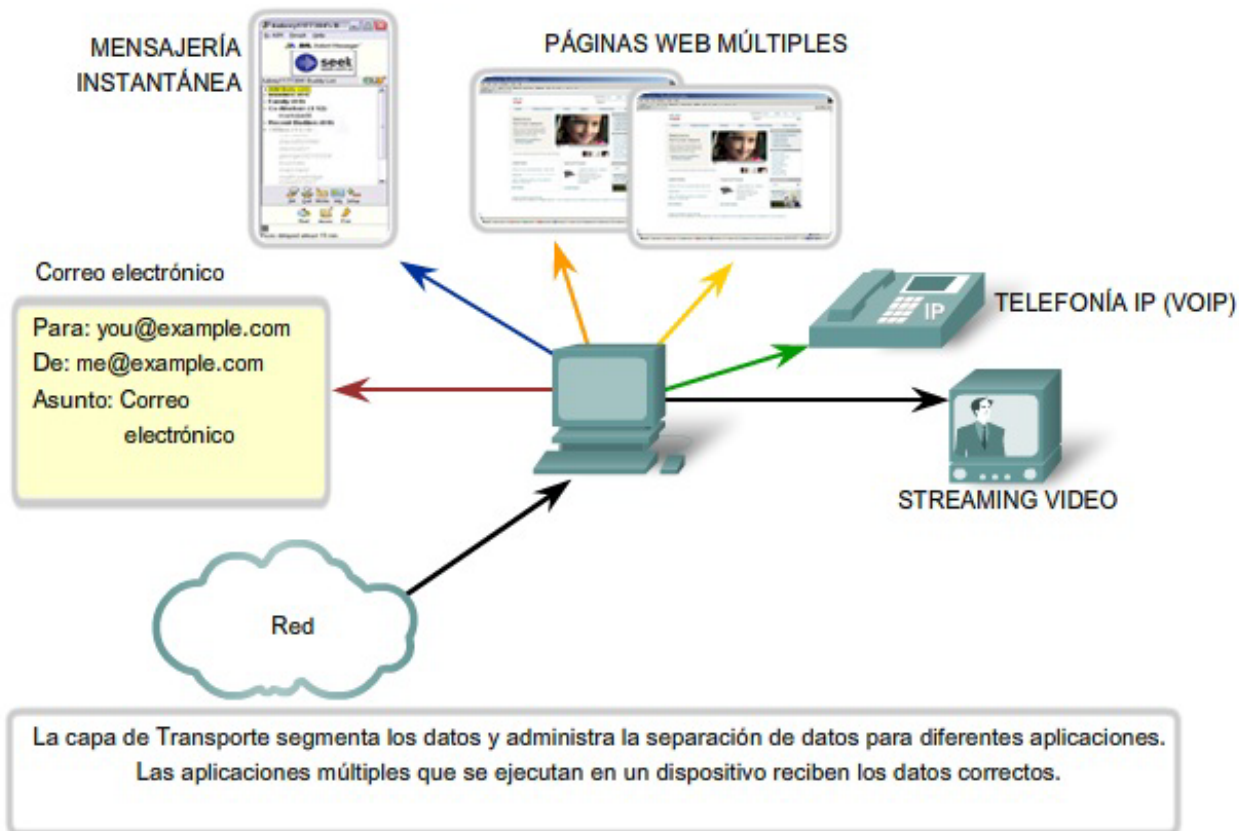 MENSAJERÍA
INSTANTÁNEA
seek
PÁGINAS WEB MÚLTIPLES
Correo electrónico
Para: you@example.com
De: me@example.com
Asunto: Correo
electrónico
IP
TELEFONÍA IP (VOIP)
STREAMING VIDEO
Red
La capa de Transporte segmenta los datos y administra la separación de datos para diferentes aplicaciones.
Las aplicaciones múltiples que se ejecutan en un dispositivo reciben los datos correctos.